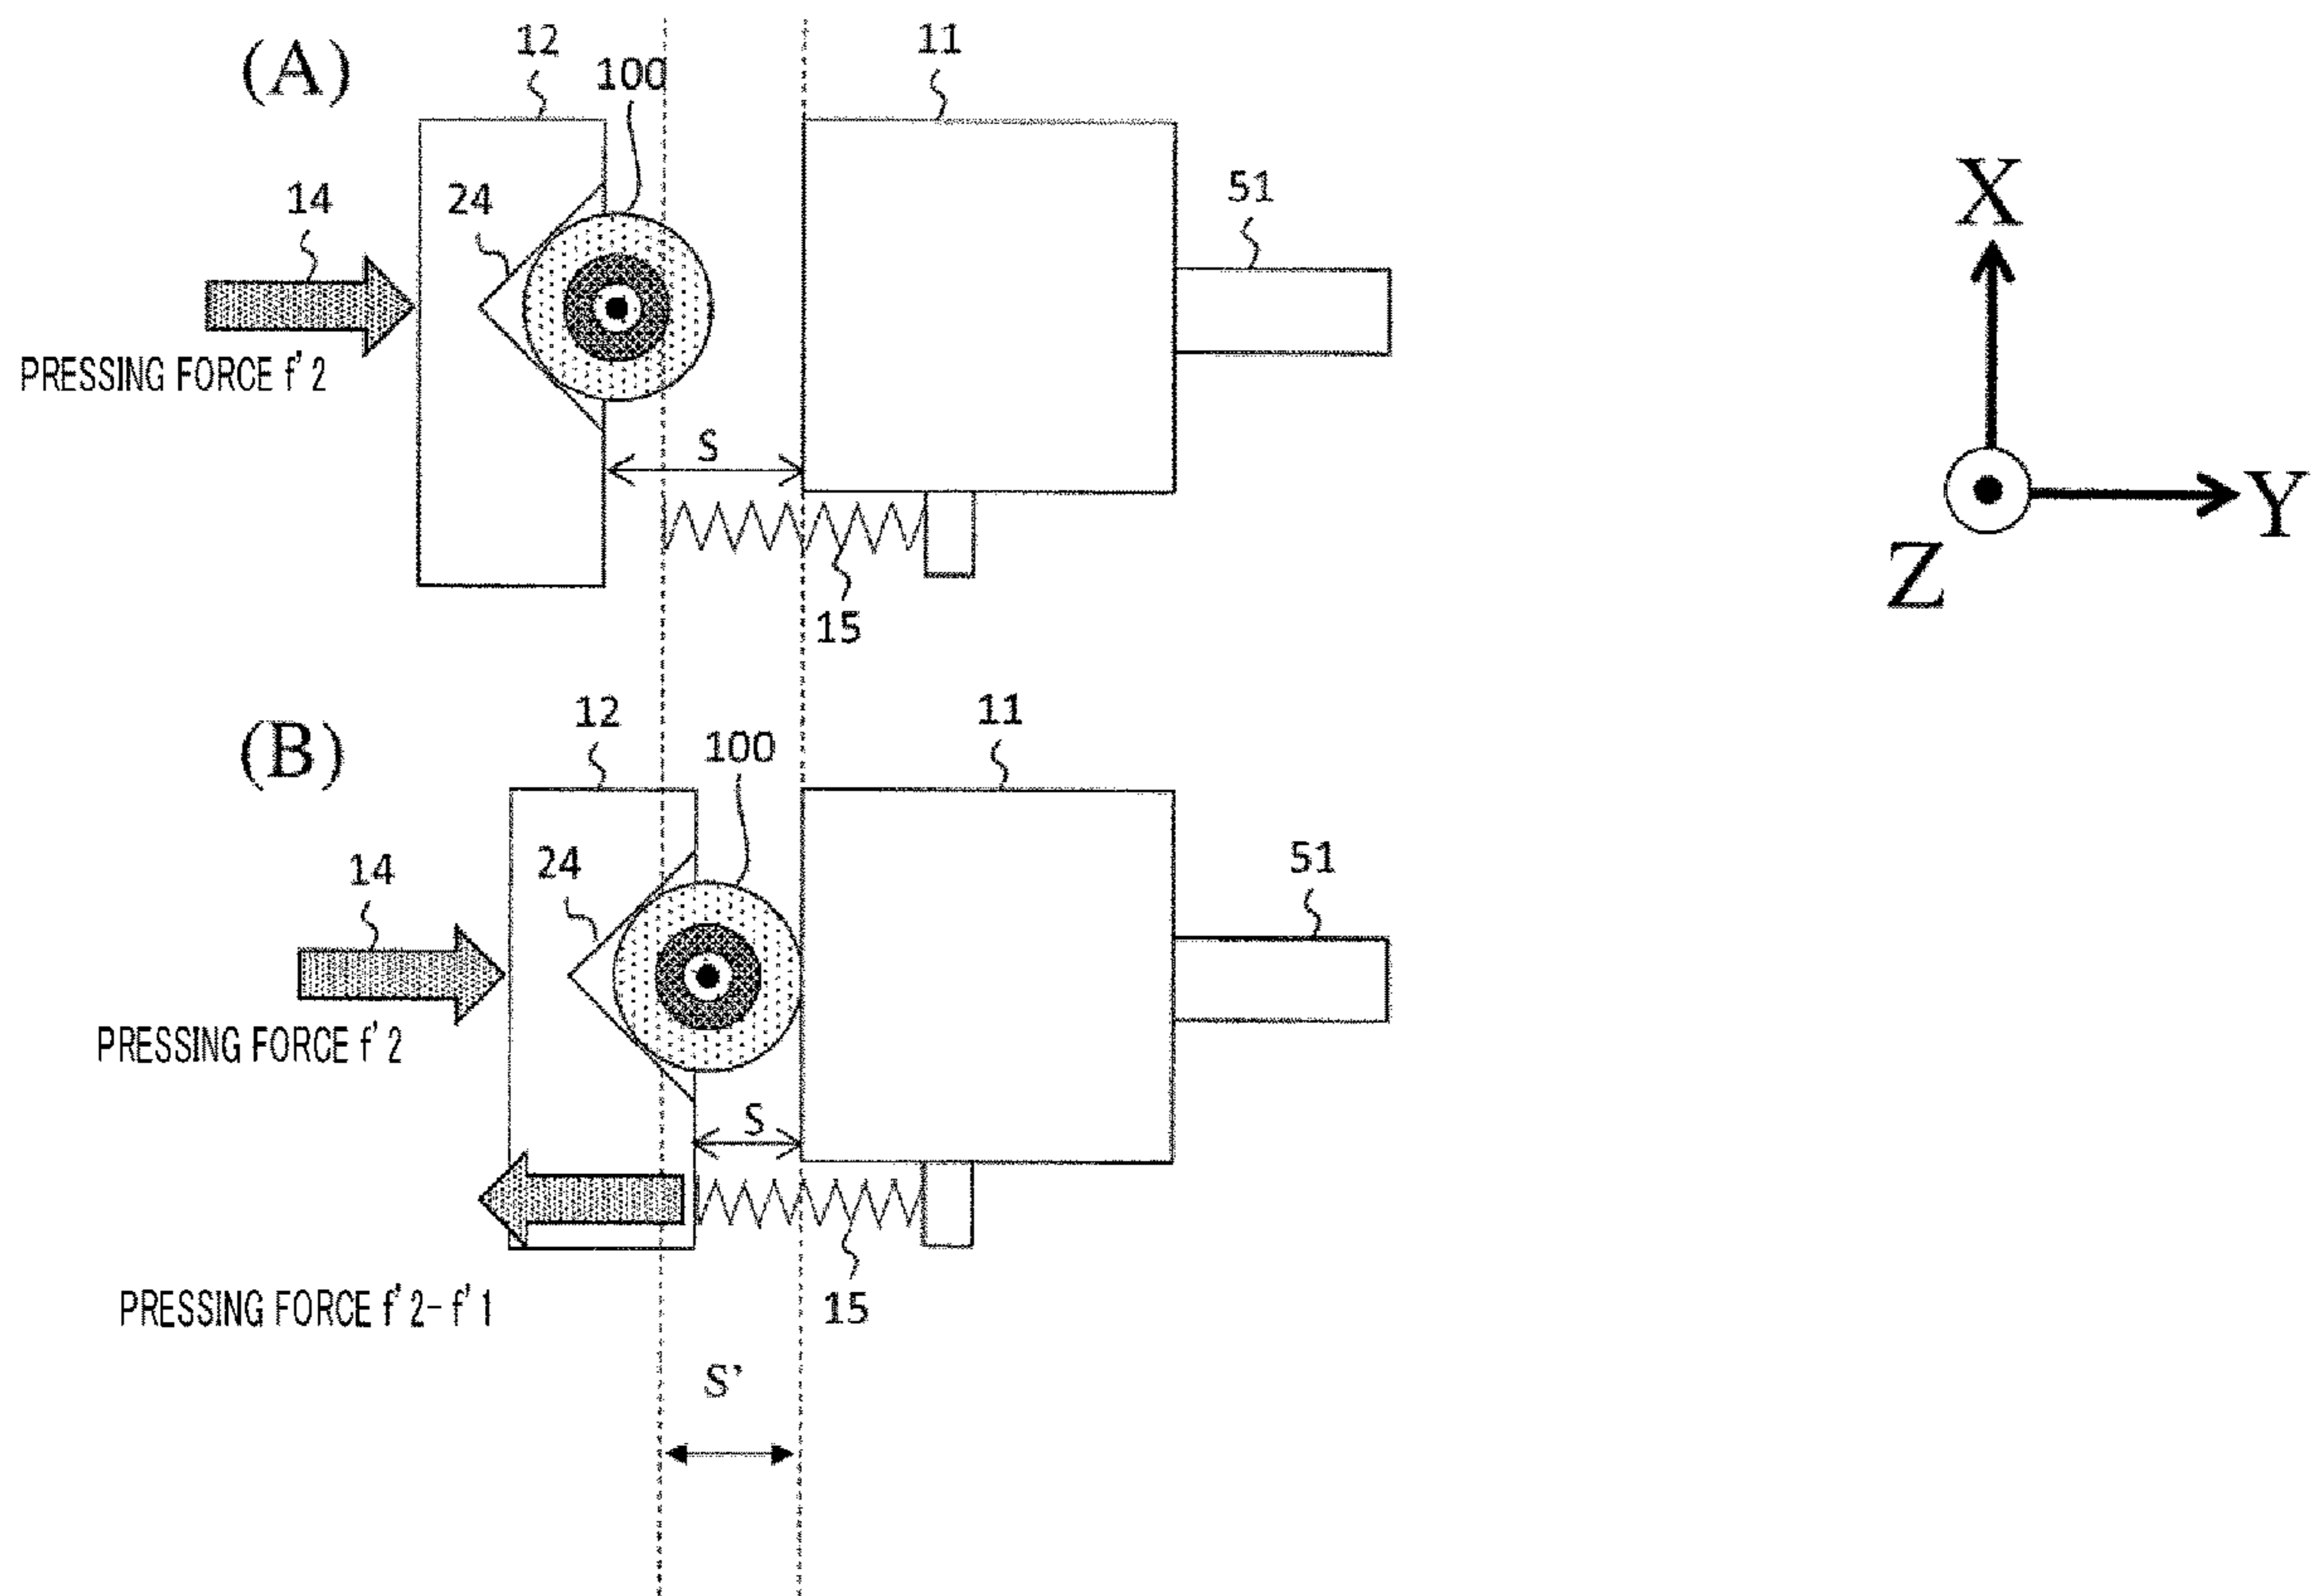 (A)
12
100
11
14
24
51
X
PRESSING FORCE f'2
S
Y
Z
15
(B)
12
100
11
14
24
51
PRESSING FORCE f'2
S
PRESSING FORCE f'2-f'1
15
S'